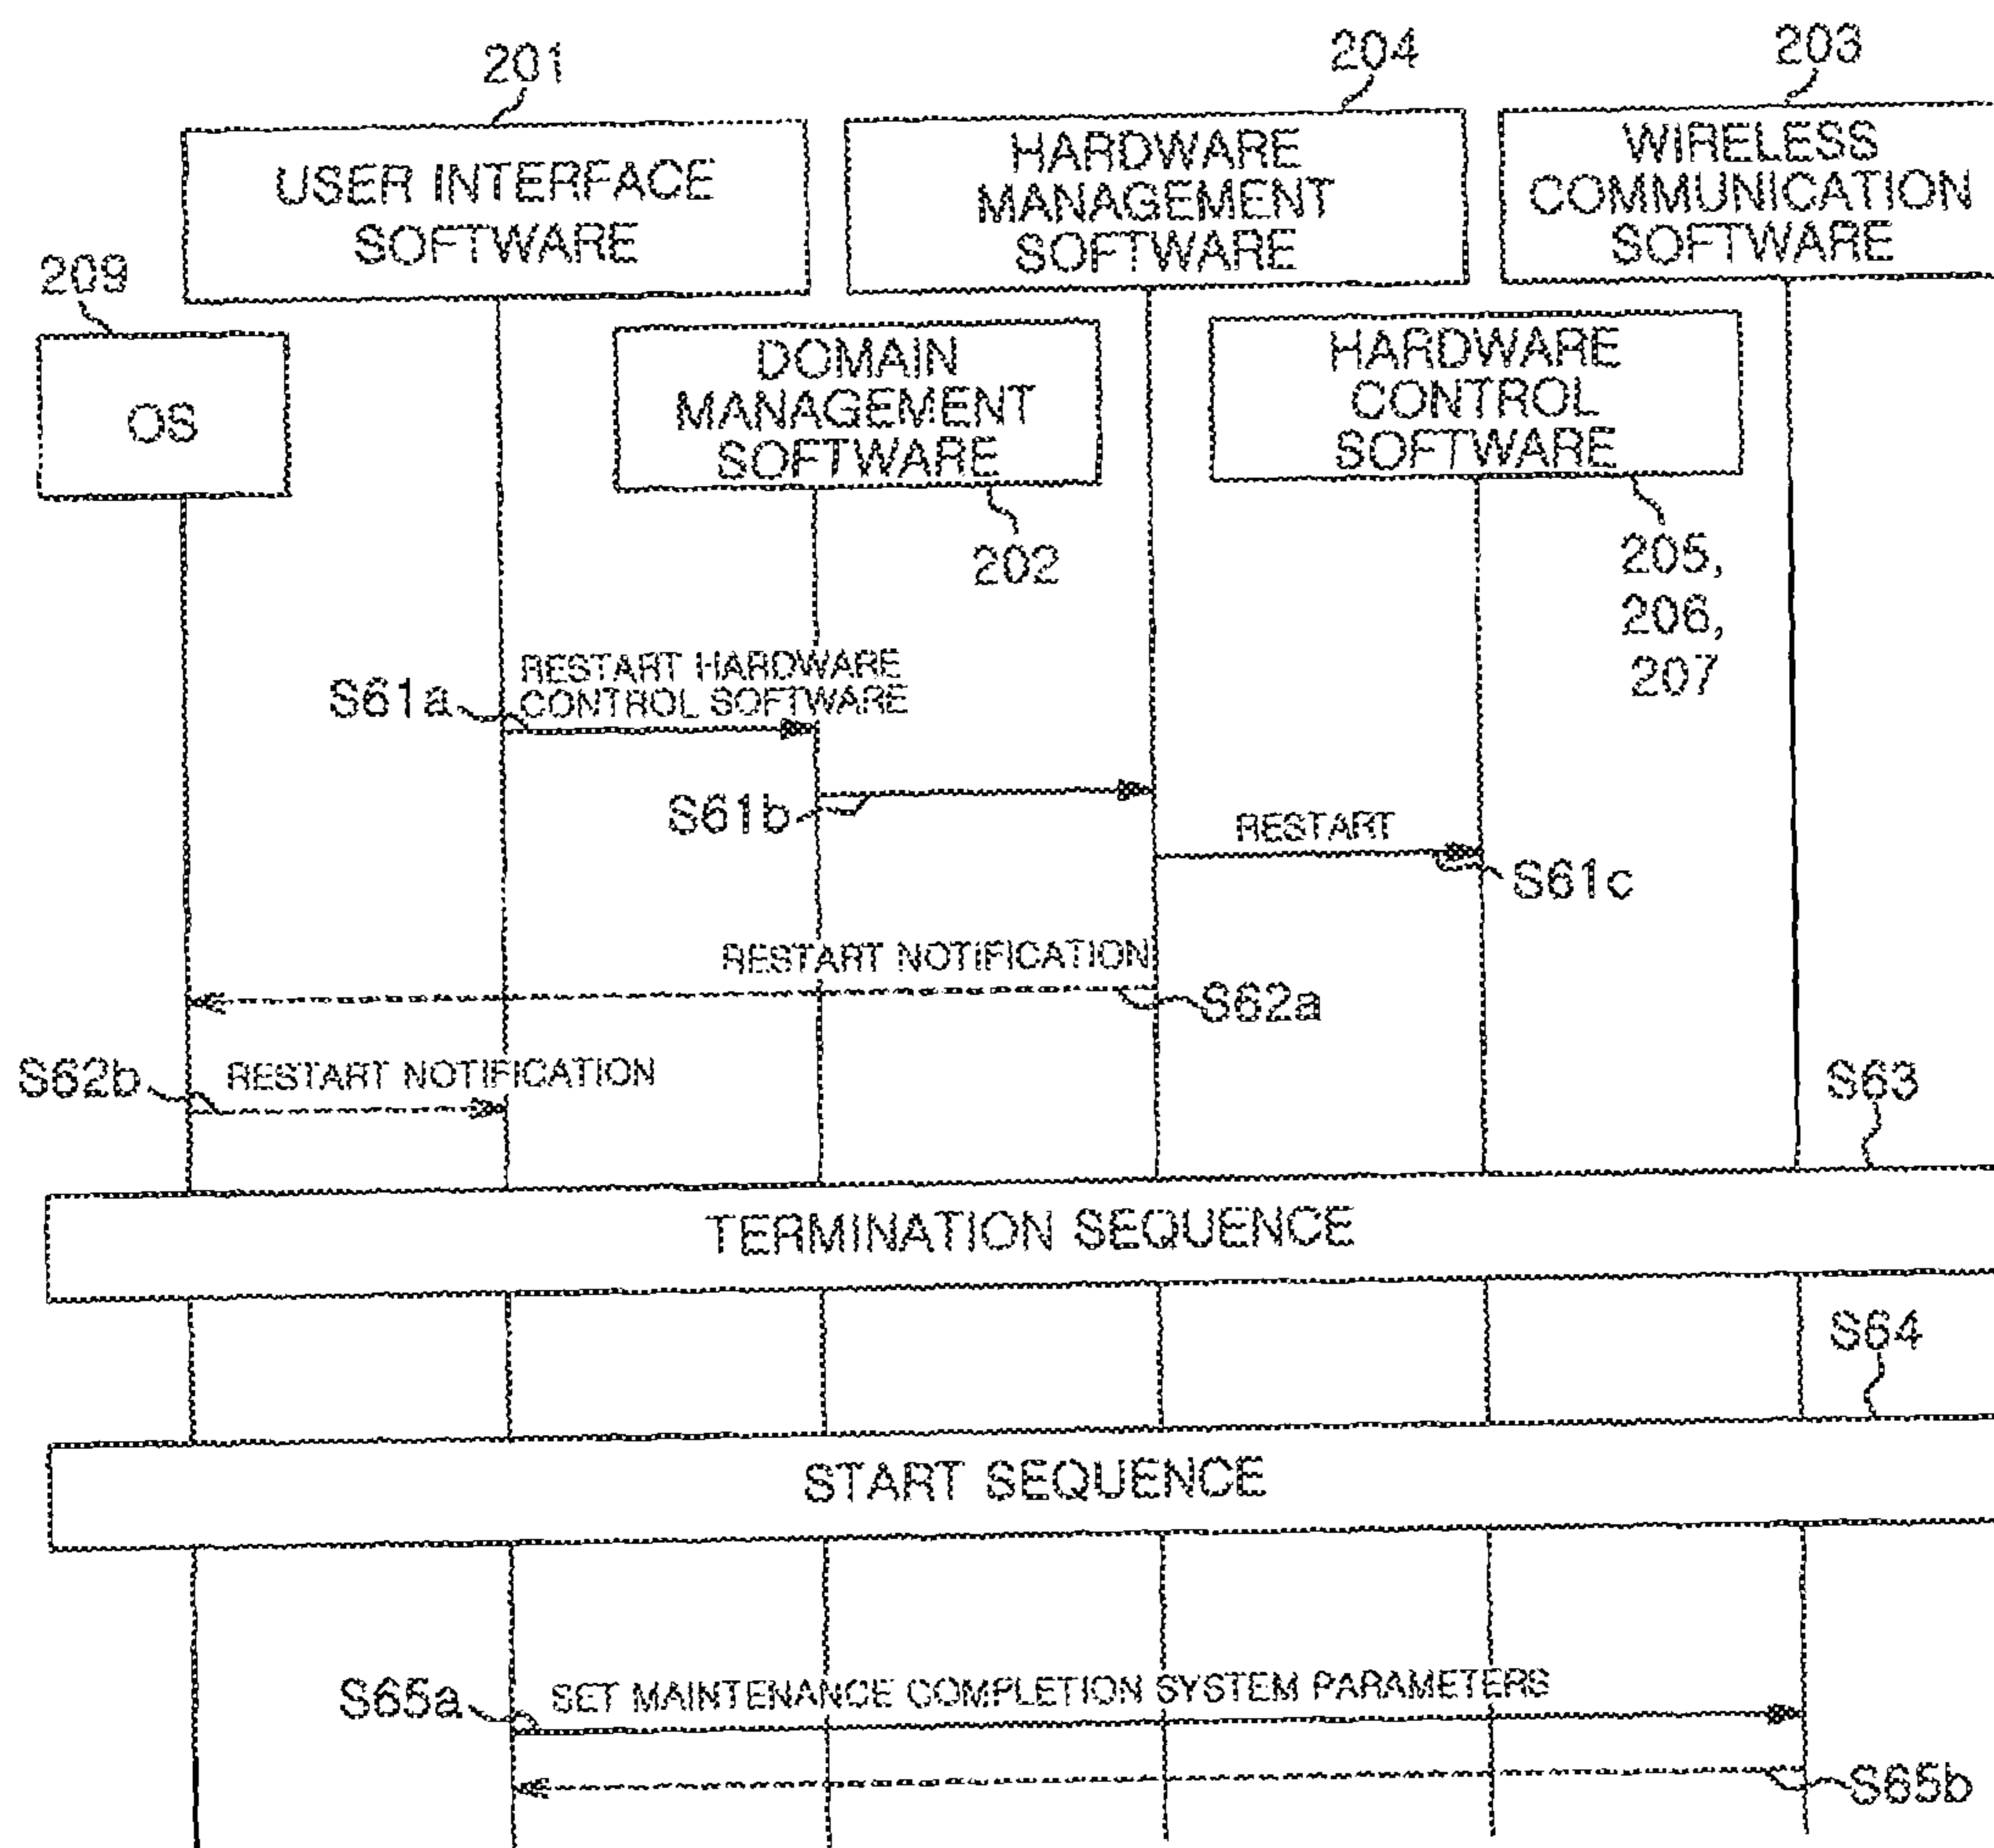 201
204
203
USER INTERFACE
SOFTWARE
HARDWARE
MANAGEMENT
SOFTWARE
WIRELESS
COMMUNICATION
SOFTWARE
209
OS
DOMAIN
MANAGEMENT
SOFTWARE
HARDWARE
CONTROL
SOFTWARE
202
205,
206,
207
S61a
RESTART HARDWARE
CONTROL SOFTWARE
S61b
RESTART
S61c
RESTART NOTIFICATION
S62a
S62b
RESTART NOTIFICATION
S63
TERMINATION SEQUENCE
S64
START SEQUENCE
S65a
SET MAINTENANCE COMPLETION SYSTEM PARAMETERS
S65b